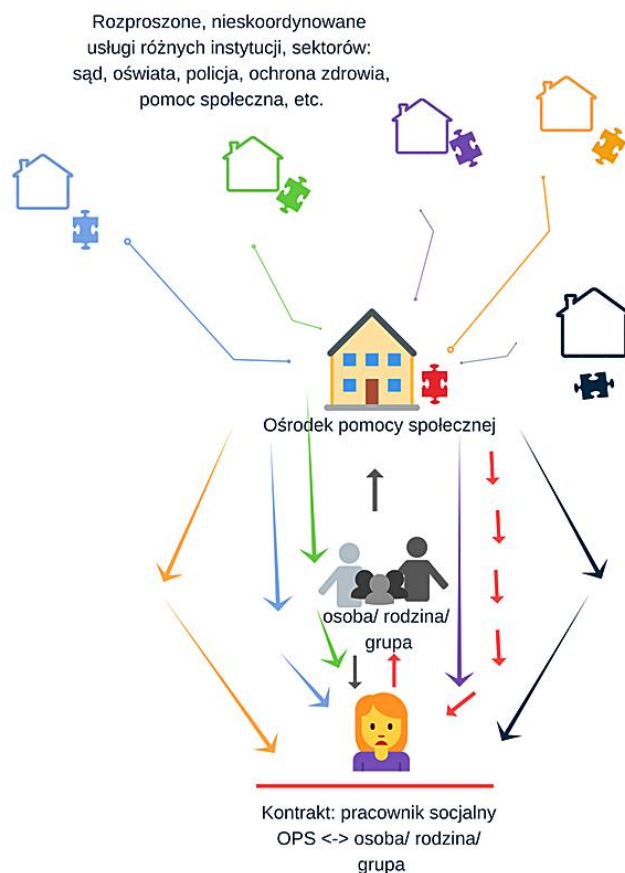 Rozproszone, nieskoordynowane
usługi różnych instytucji, sektorów:
sąd, oświata, policja, ochrona zdrowia,
pomoc społeczna, etc.
Ośrodek pomocy społecznej
osoba/ rodzina/
grupa
Kontrakt: pracownik socjalny
OPS <-> osoba/ rodzina/
grupa